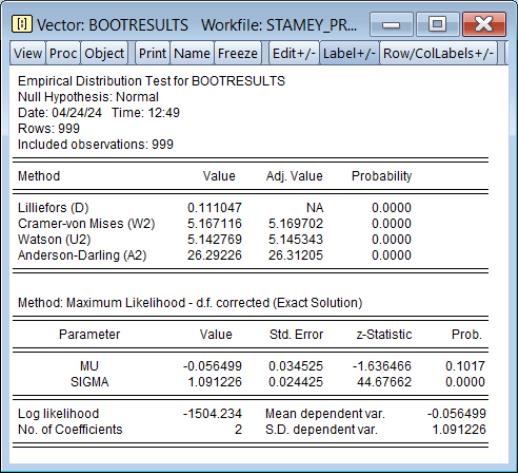 Vector: BOOTRESULTS Workfile: STAMEY_PR...
View Proc Object Print Name Freeze Edit+/- Label+/- Row/ColLabels+/-
Empirical Distribution Test for BOOTRESULTS
Null Hypothesis: Normal
Date: 04/24/24 Time: 12:49
Rows: 999
Included observations: 999
Method Value Adj. Value Probability
Lilliefors (D) 0.111047 NA 0.0000
Cramer-von Mises (W2) 5.167116 5.169702 0.0000
Watson (U2) 5.142769 5.145343 0.0000
Anderson-Darling (A2) 26.29226 26.31205 0.0000
Method: Maximum Likelihood - d.f. corrected (Exact Solution)
Parameter Value Std. Error z-Statistic Prob.
MU -0.056499 0.034525 -1.636466 0.1017
SIGMA 1.091226 0.024425 44.67662 0.0000
Log likelihood -1504.234 Mean dependent var. -0.056499
No. of Coefficients 2 S.D. dependent var. 1.091226